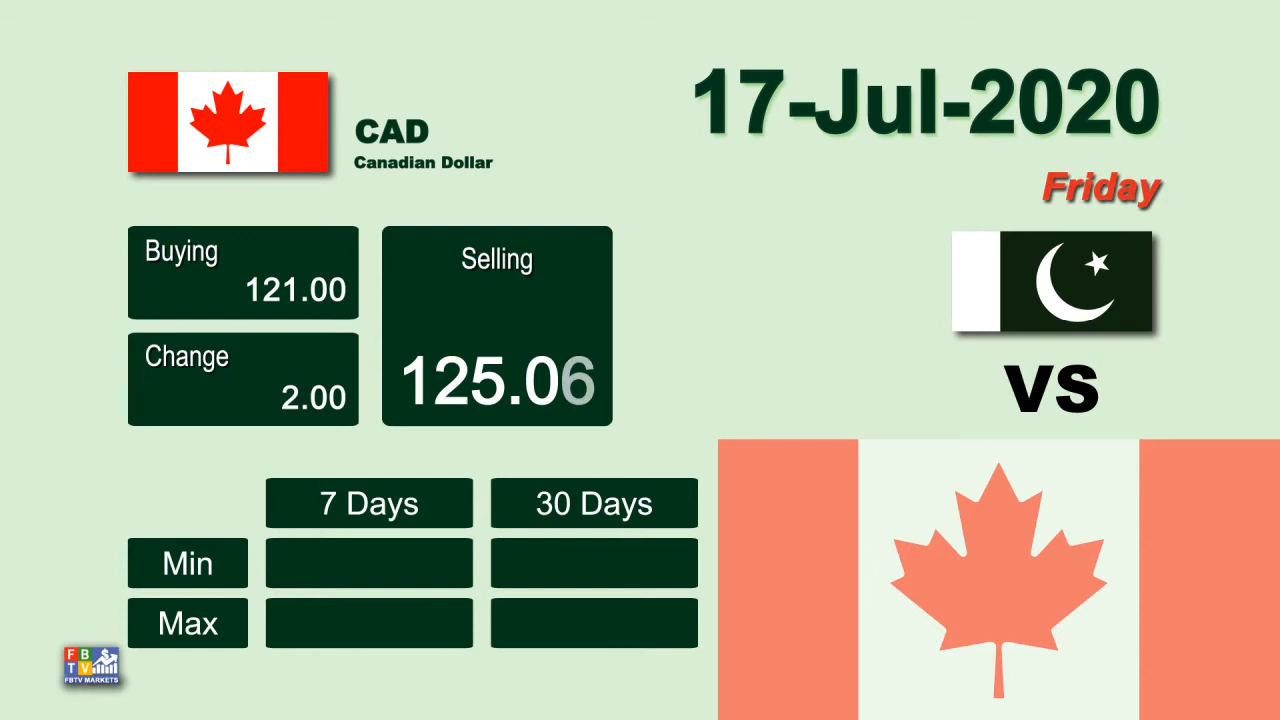 17-Jul-2020
Friday
CAD
Canadian Dollar
Buying
121.00
Selling
125.06
Change
2.00
VS
7 Days
30 Days
Min
Max
F B
T V
FBTV MARKETS